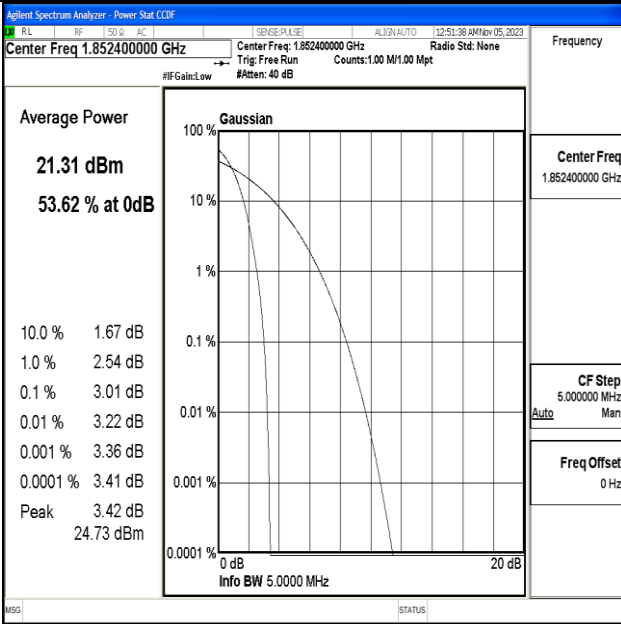 Agilent Spectrum Analyzer - Power Stat CCDF
LXI RL RF 50 Ω AC SENSE:PULSE ALIGN AUTO 12:51:38 AM Nov 05, 2023
Center Freq 1.852400000 GHz
Center Freq: 1.852400000 GHz Radio Std: None
Trig: Free Run Counts:1.00 M/1.00 Mpt
#IFGain:Low #Atten: 40 dB
Frequency
Average Power
21.31 dBm
53.62 % at 0dB
10.0 % 1.67 dB
1.0 % 2.54 dB
0.1 % 3.01 dB
0.01 % 3.22 dB
0.001 % 3.36 dB
0.0001 % 3.41 dB
Peak 3.42 dB
24.73 dBm
Gaussian
100 %
10 %
1 %
0.1 %
0.01 %
0.001 %
0.0001 %
0 dB 20 dB
Info BW 5.0000 MHz
Center Freq
1.852400000 GHz
CF Step
5.000000 MHz
Auto Man
Freq Offset
0 Hz
MSG STATUS